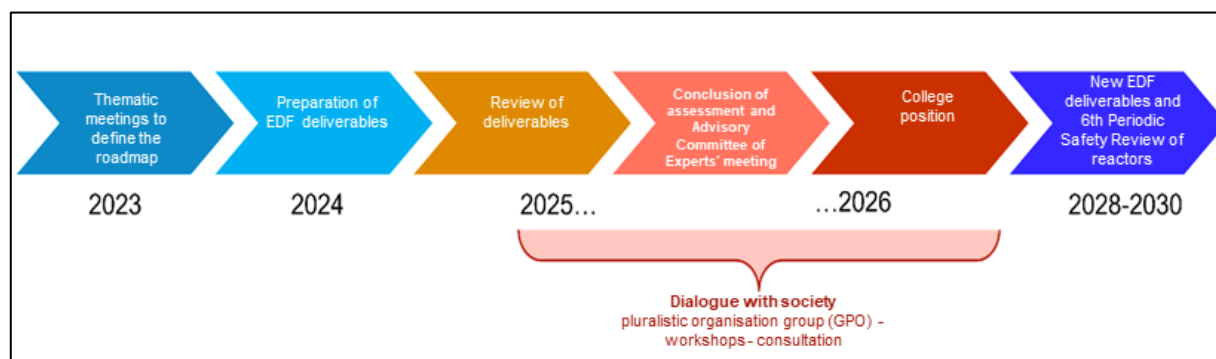 Thematic
meetings to
define the
roadmap
Preparation of
EDF deliverables
Review of
deliverables
Conclusion of
assessment and
Advisory
Committee of
Experts' meeting
College
position
New EDF
deliverables and
6th Periodic
Safety Review of
reactors
2023
2024
2025...
...2026
2028-2030
Dialogue with society
pluralistic organisation group (GPO) -
workshops- consultation